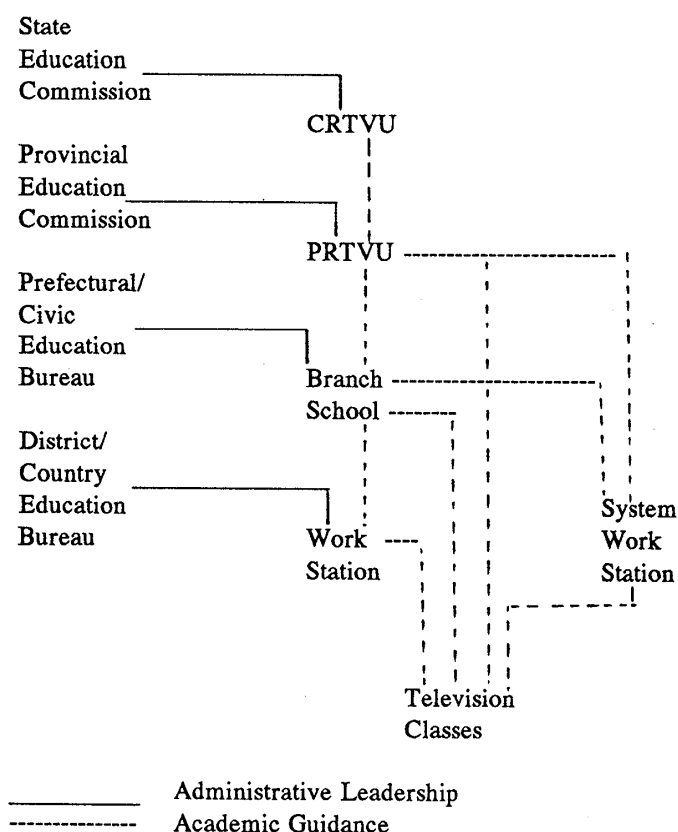 State
Education
Commission
CRTVU
Provincial
Education
Commission
PRTVU
Prefectural/
Civic
Education
Bureau
Branch
School
District/
Country
Education
Bureau
Work
Station
System
Work
Station
Television
Classes
Administrative Leadership
Academic Guidance